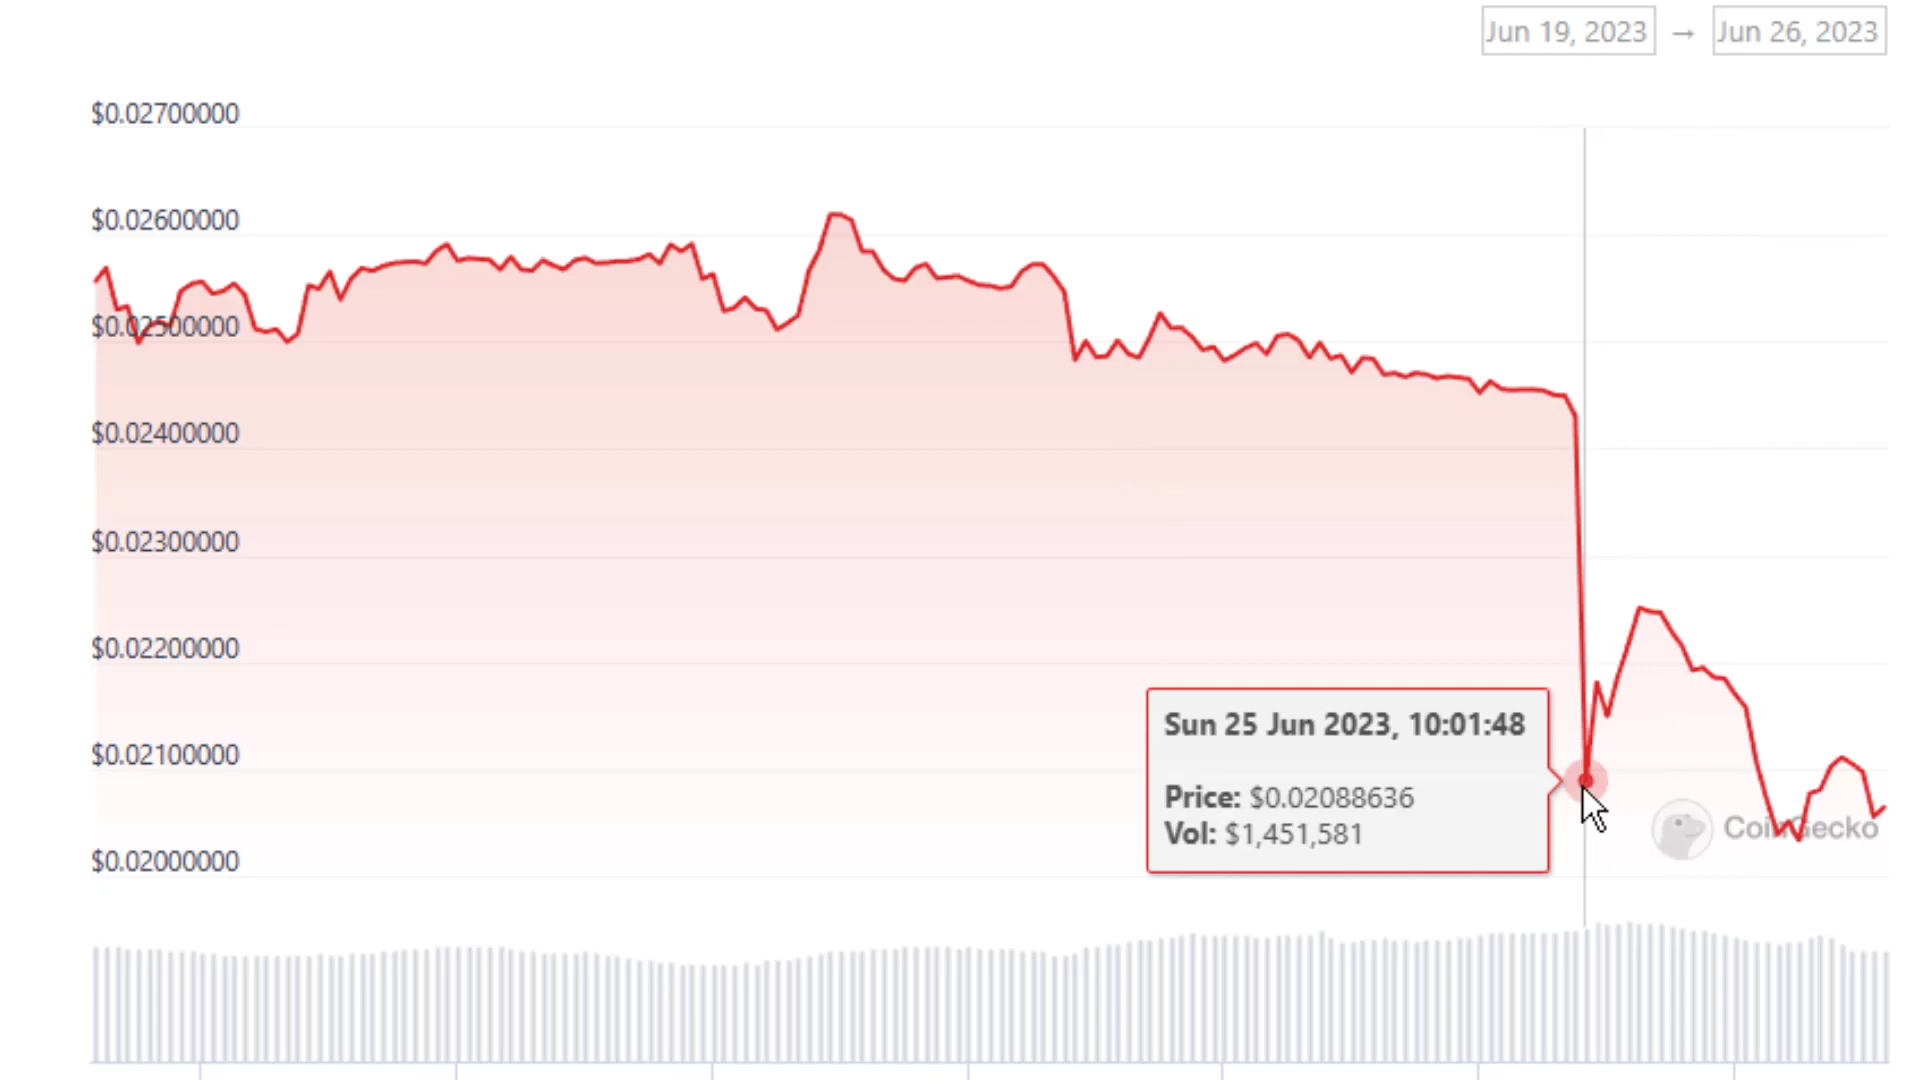 Jun 19, 2023 → Jun 26, 2023
$0.02700000
$0.02600000
$0.02500000
$0.02400000
$0.02300000
$0.02200000
$0.02100000
$0.02000000
Sun 25 Jun 2023, 10:01:48
Price: $0.02088636
Vol: $1,451,581
CoinGecko